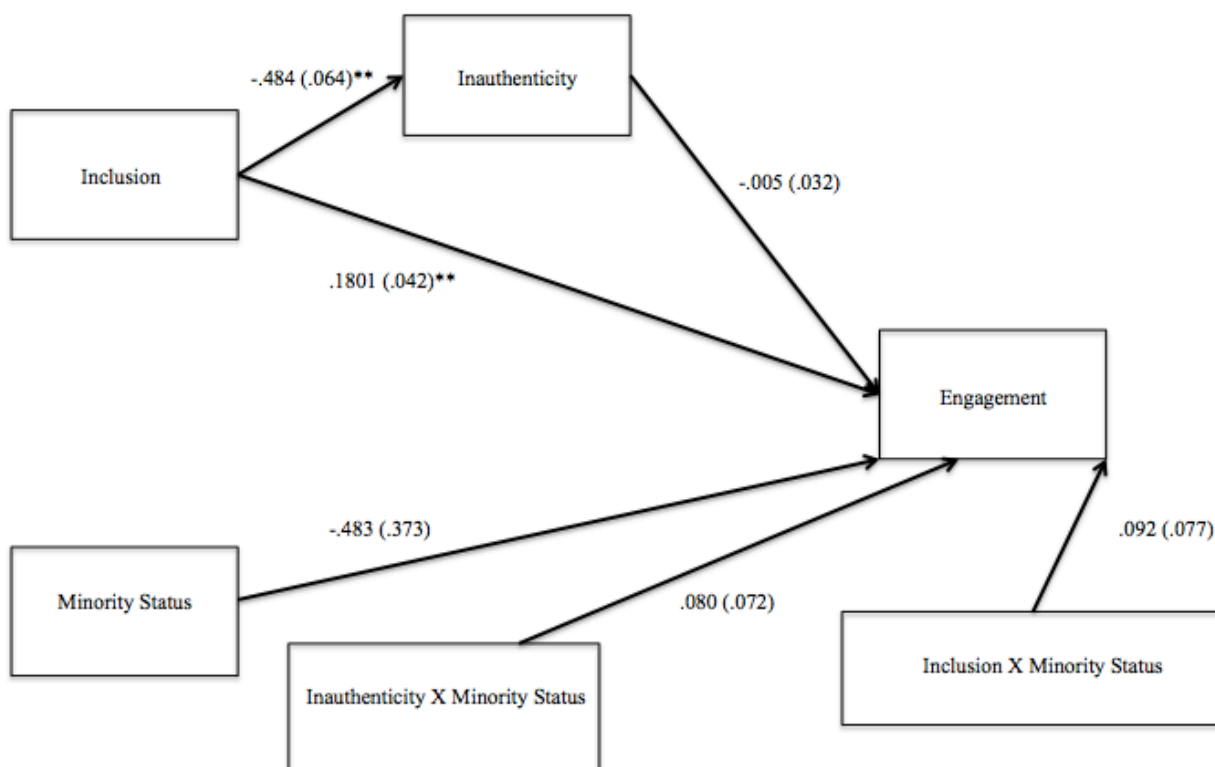 -.484 (.064)**
Inauthenticity
Inclusion
-.005 (.032)
.1801 (.042)**
Engagement
-.483 (.373)
.092 (.077)
Minority Status
.080 (.072)
Inclusion X Minority Status
Inauthenticity X Minority Status